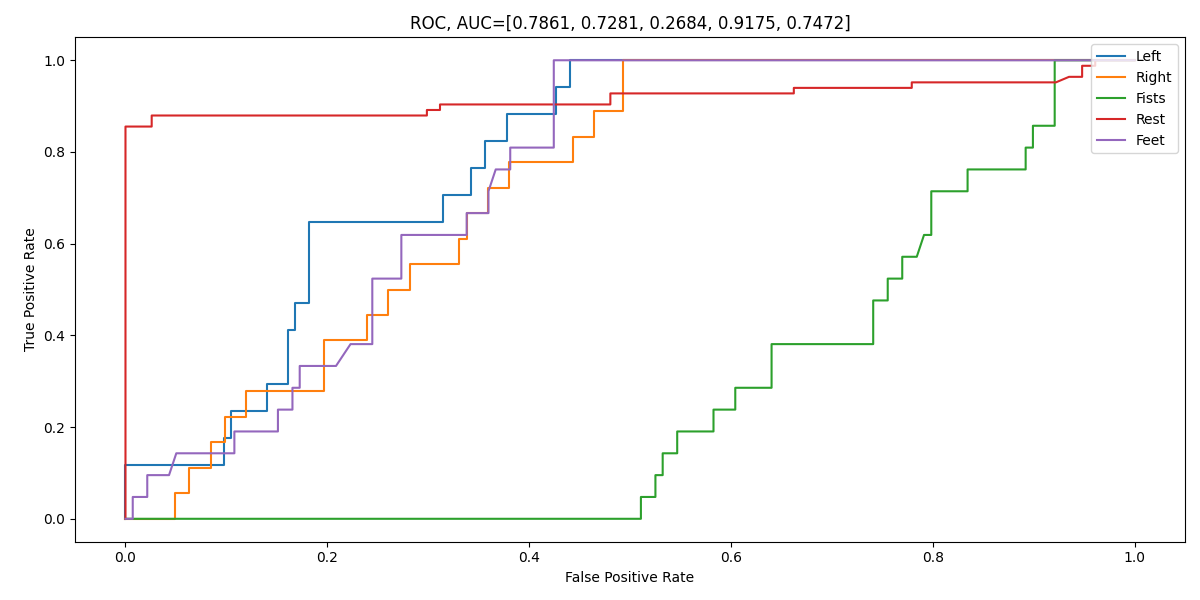 ROC, AUC=[0.7861, 0.7281, 0.2684, 0.9175, 0.7472]
Left
Right
Fists
Rest
Feet
True Positive Rate
1.0
0.8
0.6
0.4
0.2
0.0
0.0 0.2 0.4 0.6 0.8 1.0
False Positive Rate